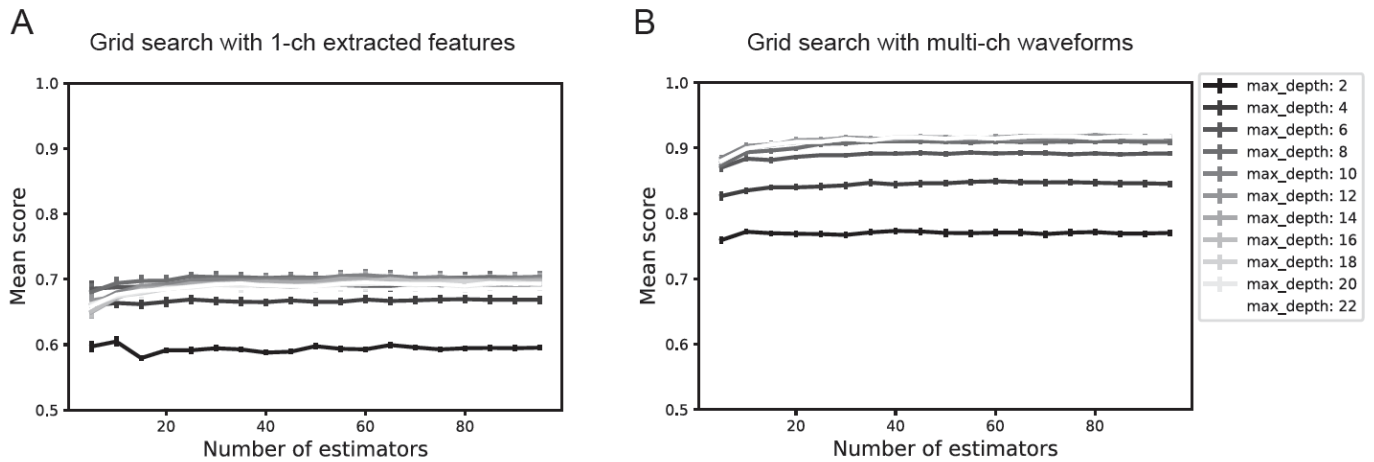 A
Grid search with 1-ch extracted features
1.0
0.9
0.8
0.7
0.6
0.5
Mean score
20
40
60
80
Number of estimators
B
Grid search with multi-ch waveforms
1.0
0.9
0.8
0.7
0.6
0.5
Mean score
20
40
60
80
Number of estimators
max_depth: 2
max_depth: 4
max_depth: 6
max_depth: 8
max_depth: 10
max_depth: 12
max_depth: 14
max_depth: 16
max_depth: 18
max_depth: 20
max_depth: 22